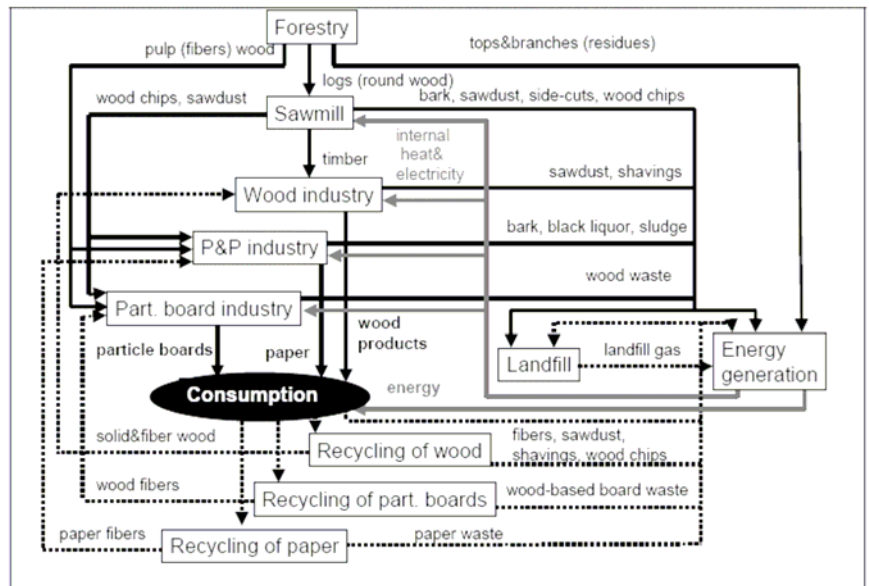 Forestry
pulp (fibers) wood
tops&branches (residues)
logs (round wood)
wood chips, sawdust
Sawmill
bark, sawdust, side-cuts, wood chips
internal
heat&
electricity
timber
sawdust, shavings
Wood industry
bark, black liquor, sludge
P&P industry
wood waste
Part. board industry
wood
products
particle boards
paper
Landfill
landfill gas
Energy
generation
Consumption
energy
solid&fiber wood
Recycling of wood
fibers, sawdust,
shavings, wood chips
wood fibers
Recycling of part. boards
wood-based board waste
paper fibers
Recycling of paper
paper waste